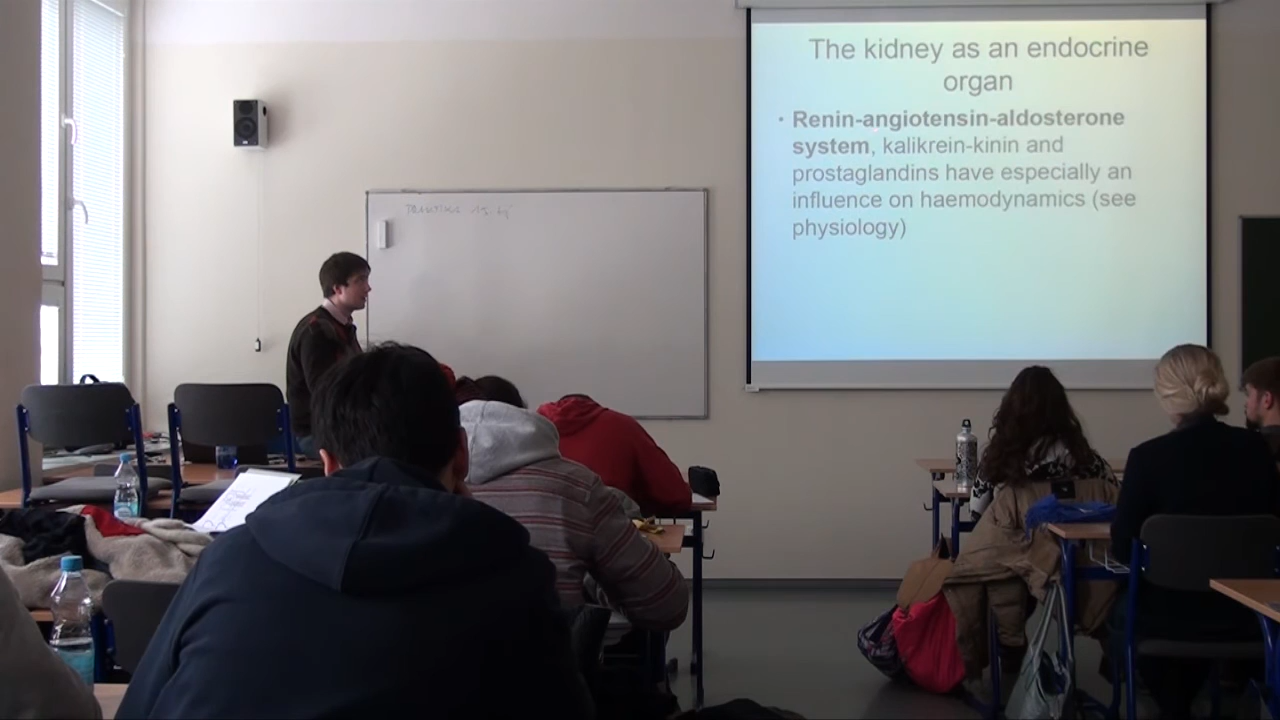 The kidney as an endocrine
organ
• Renin-angiotensin-aldosterone
system, kalikrein-kinin and
prostaglandins have especially an
influence on haemodynamics (see
physiology)